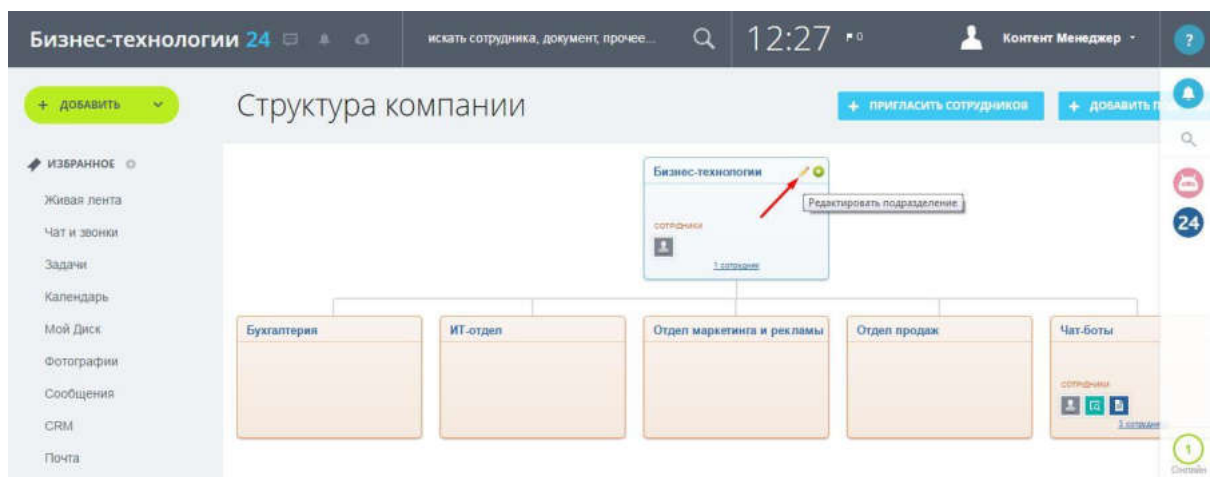 Бизнес-технологии 24
искать сотрудника, документ, прочее...
12:27
0
Контент Менеджер
?
+ ДОБАВИТЬ
Структура компании
+ ПРИГЛАСИТЬ СОТРУДНИКОВ
+ ДОБАВИТЬ
ИЗБРАННОЕ
Живая лента
Чат и звонки
Задачи
Календарь
Мой Диск
Фотографии
Сообщения
CRM
Почта
Бизнес-технологии
Редактировать подразделение
СОТРУДНИКИ
1 сотрудник
24
Бухгалтерия
ИТ-отдел
Отдел маркетинга и рекламы
Отдел продаж
Чат-боты
СОТРУДНИКИ
1
Онлайн